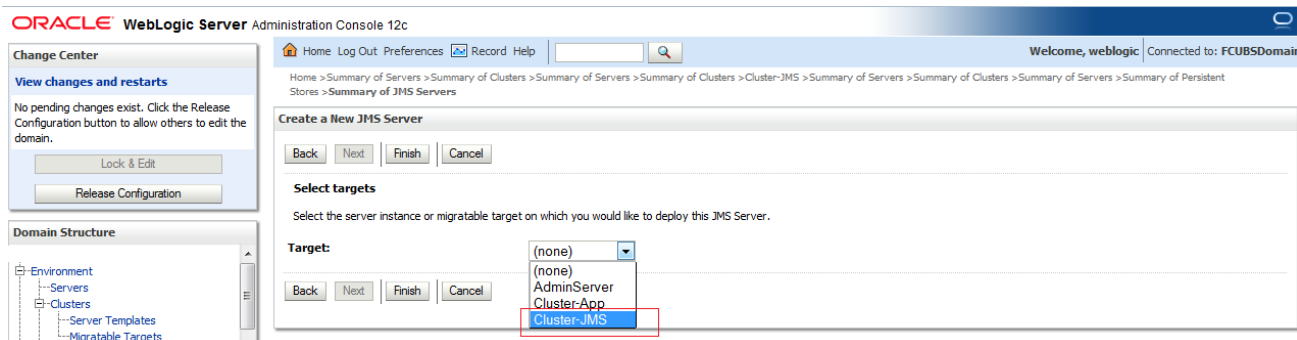 ORACLE WebLogic Server Administration Console 12c
Change Center
View changes and restarts
No pending changes exist. Click the Release
Configuration button to allow others to edit the
domain.
Lock & Edit
Release Configuration
Domain Structure
Environment
Servers
Clusters
Server Templates
Migratable Targets
Home Log Out Preferences Record Help
Welcome, weblogic Connected to: FCUBSDomain
Home >Summary of Servers >Summary of Clusters >Summary of Servers >Summary of Clusters >Cluster-JMS >Summary of Servers >Summary of Clusters >Summary of Servers >Summary of Persistent
Stores >Summary of JMS Servers
Create a New JMS Server
Back Next Finish Cancel
Select targets
Select the server instance or migratable target on which you would like to deploy this JMS Server.
Target: (none)
(none)
AdminServer
Cluster-App
Cluster-JMS
Back Next Finish Cancel